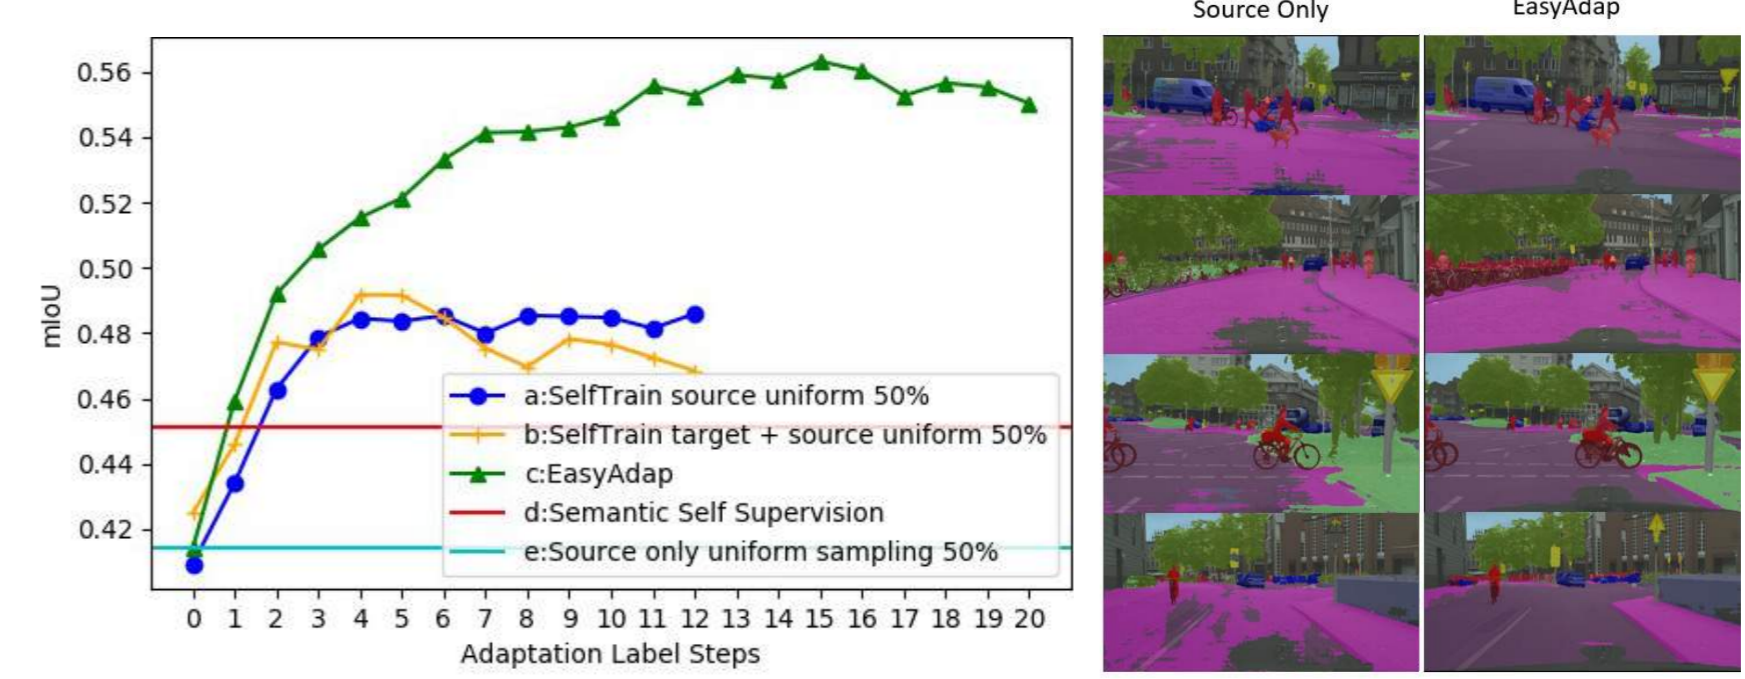 Source Only
EasyAdap
0.56
0.54
0.52
0.50
0.48
0.46
0.44
0.42
mIoU
a:SelfTrain source uniform 50%
b:SelfTrain target + source uniform 50%
c:EasyAdap
d:Semantic Self Supervision
e:Source only uniform sampling 50%
0 1 2 3 4 5 6 7 8 9 10 11 12 13 14 15 16 17 18 19 20
Adaptation Label Steps